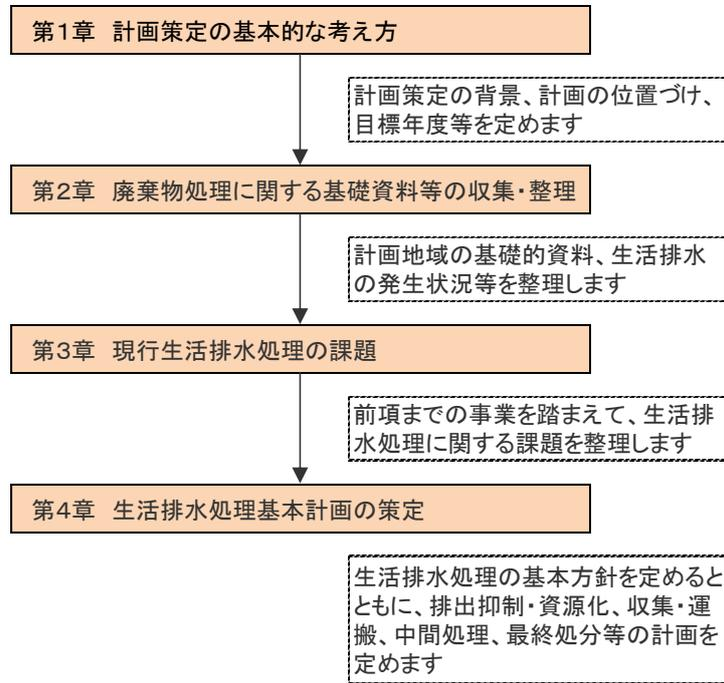 第1章 計画策定の基本的な考え方
計画策定の背景、計画の位置づけ、
目標年度等を定めます
第2章 廃棄物処理に関する基礎資料等の収集・整理
計画地域の基礎的資料、生活排水
の発生状況等を整理します
第3章 現行生活排水処理の課題
前項までの事業を踏まえて、生活排
水処理に関する課題を整理します
第4章 生活排水処理基本計画の策定
生活排水処理の基本方針を定めると
ともに、排出抑制・資源化、収集・運
搬、中間処理、最終処分等の計画を
定めます